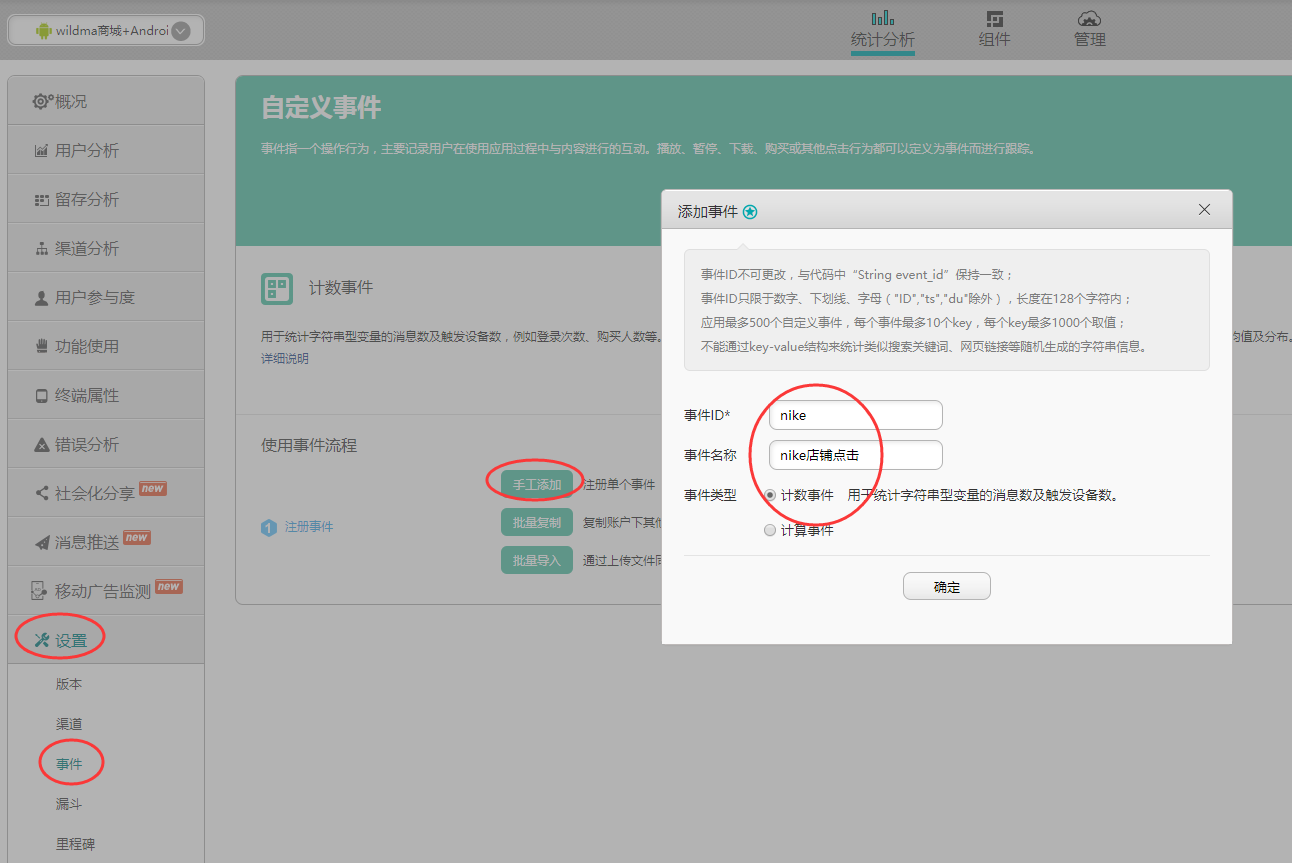 wildma商城+Androi
统计分析
组件
管理
概况
用户分析
留存分析
渠道分析
用户参与度
功能使用
终端属性
错误分析
社会化分享 new
消息推送 new
移动广告监测 new
设置
版本
渠道
事件
漏斗
里程碑
自定义事件
事件指一个操作行为，主要记录用户在使用应用过程中与内容进行的互动。播放、暂停、下载、购买或其他点击行为都可以定义为事件而进行跟踪。
计数事件
用于统计字符串型变量的消息数及触发设备数，例如登录次数、购买人数等。
详细说明
均值及分布。
使用事件流程
1 注册事件
手工添加 注册单个事件
批量复制 复制账户下其他
批量导入 通过上传文件同
添加事件
事件ID不可更改，与代码中“String event_id”保持一致；
事件ID只限于数字、下划线、字母（"ID","ts","du"除外），长度在128个字符内；
应用最多500个自定义事件，每个事件最多10个key，每个key最多1000个取值；
不能通过key-value结构来统计类似搜索关键词、网页链接等随机生成的字符串信息。
事件ID* nike
事件名称 nike店铺点击
事件类型 计数事件 用于统计字符串型变量的消息数及触发设备数。
计算事件
确定